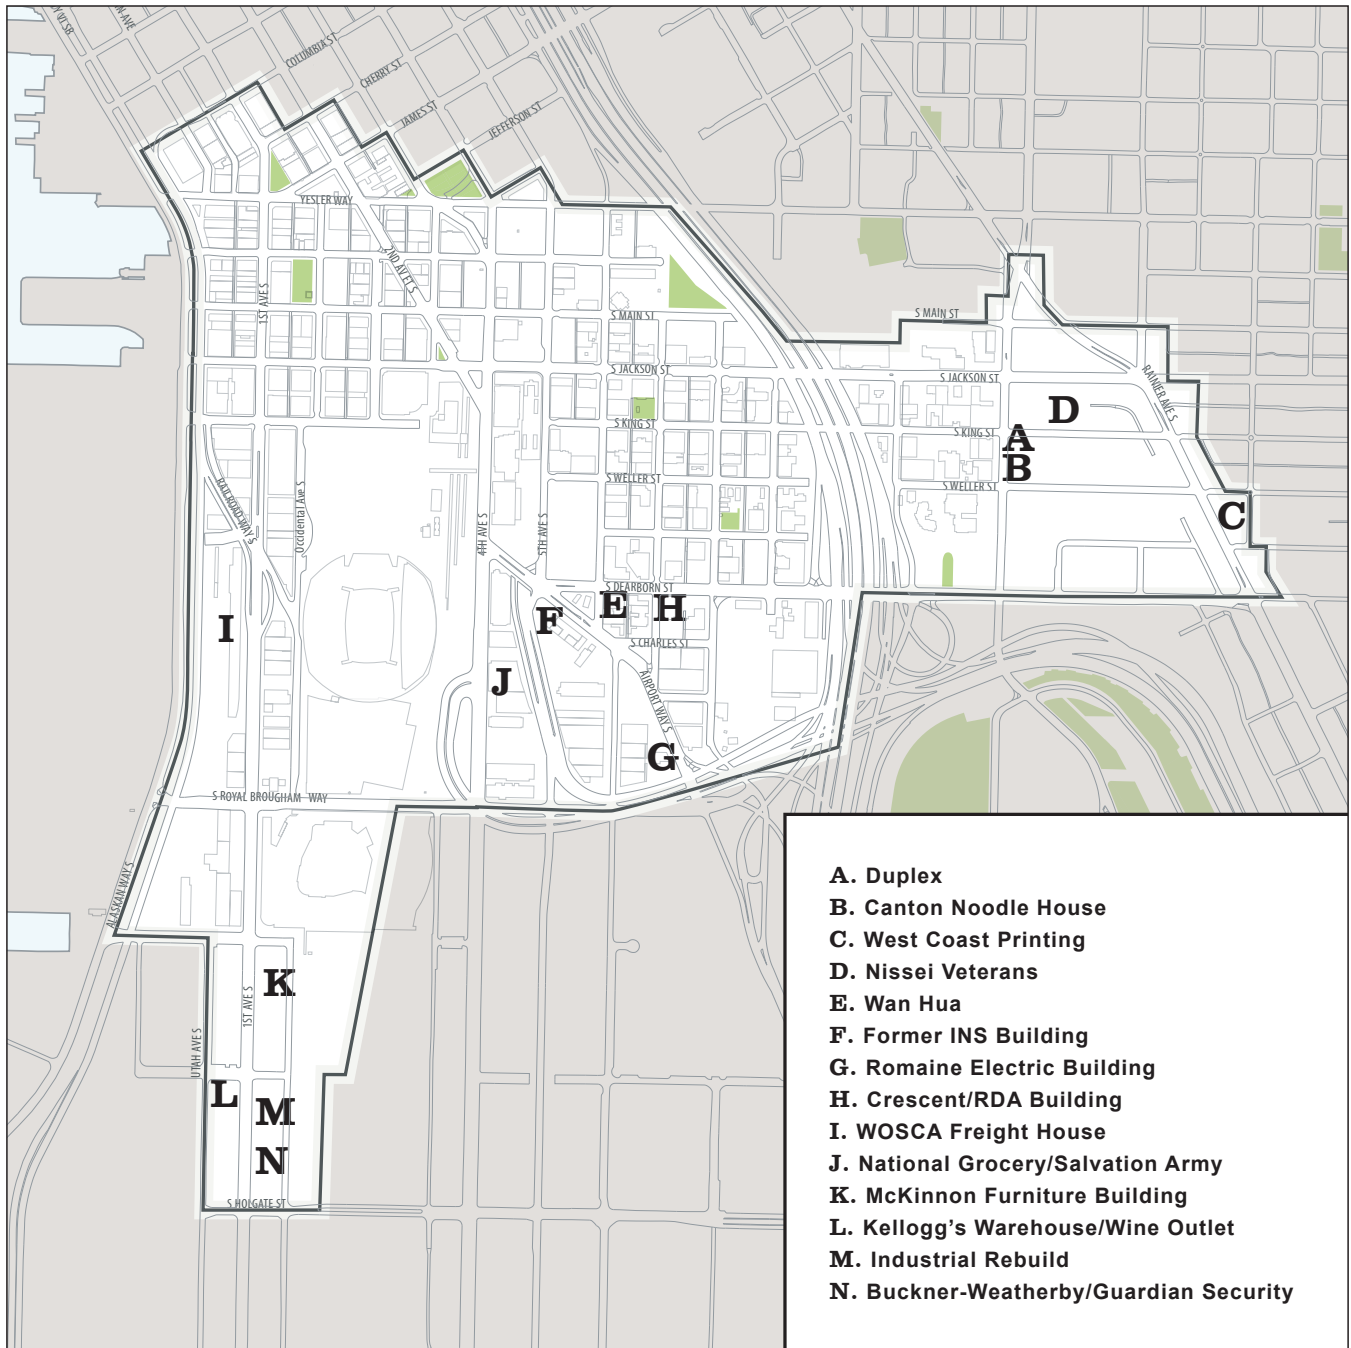 COLUMBIA ST
CHERRY ST
JAMES ST
JEFFERSON ST
YESLER WAY
2ND AVE1 S
1ST AVE S
S MAIN ST
S MAIN ST
S JACKSON ST
S JACKSON ST
RAINIER AVE S
D
S KING ST
S KING ST
A
B
S WELLER ST
S WELLER ST
RAILROAD WAY S
Occidental Ave S
4TH AVE S
5TH AVE S
C
S DEARBORN ST
E
H
F
I
S CHARLES ST
J
AIRPORT WAY S
G
S ROYAL BROUGHAM WAY
ALASKAN WAY S
K
1ST AVE S
UTAH AVE S
L
M
N
S HOLGATE ST
A. Duplex
B. Canton Noodle House
C. West Coast Printing
D. Nissei Veterans
E. Wan Hua
F. Former INS Building
G. Romaine Electric Building
H. Crescent/RDA Building
I. WOSCA Freight House
J. National Grocery/Salvation Army
K. McKinnon Furniture Building
L. Kellogg's Warehouse/Wine Outlet
M. Industrial Rebuild
N. Buckner-Weatherby/Guardian Security